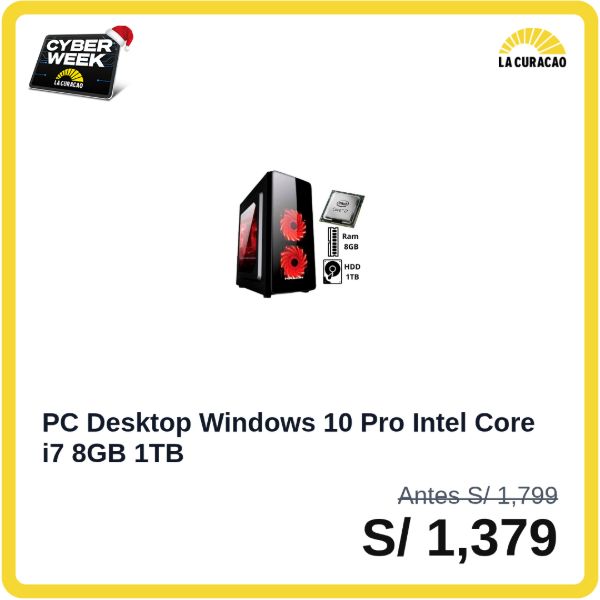 CYBER
WEEK
LA CURACAO
LA CURACAO
Ram
8GB
HDD
1TB
PC Desktop Windows 10 Pro Intel Core
i7 8GB 1TB
Antes S/ 1,799
S/ 1,379